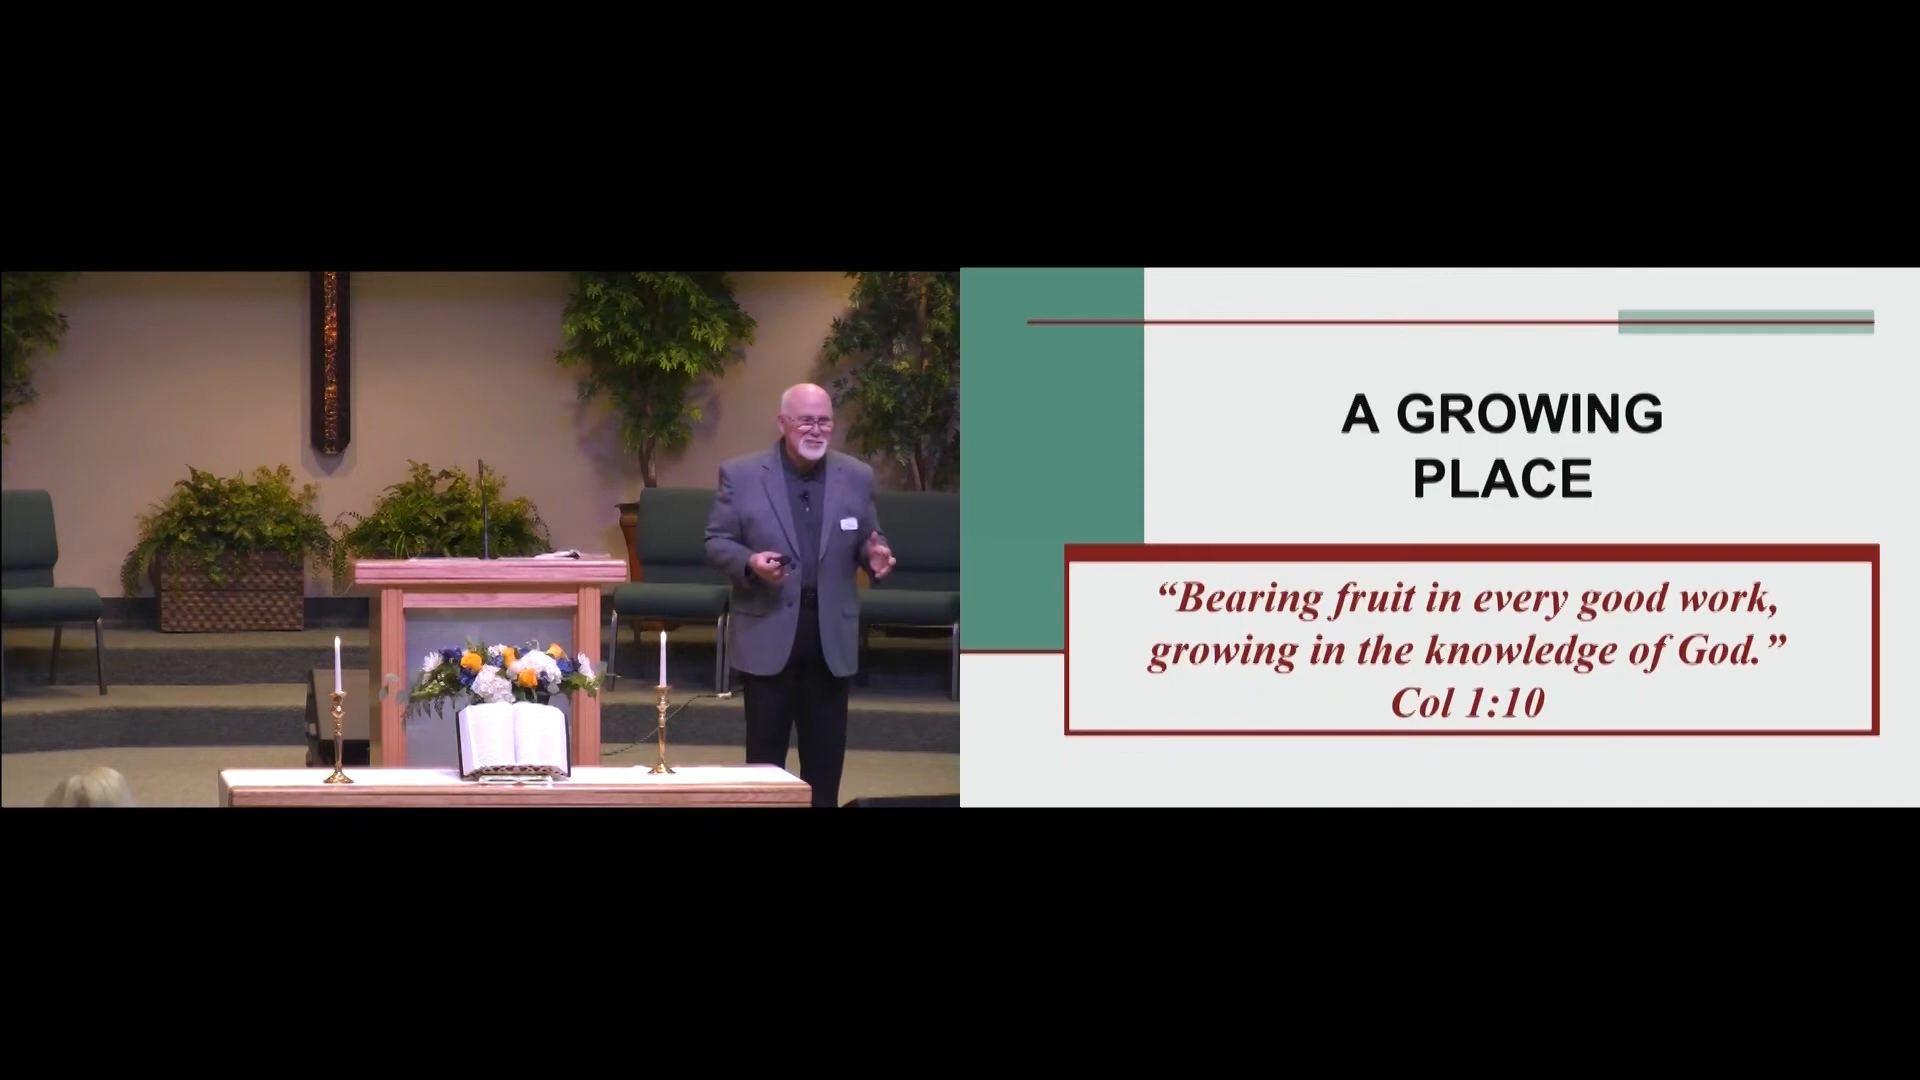 A GROWING
PLACE
“Bearing fruit in every good work,
growing in the knowledge of God.”
Col 1:10